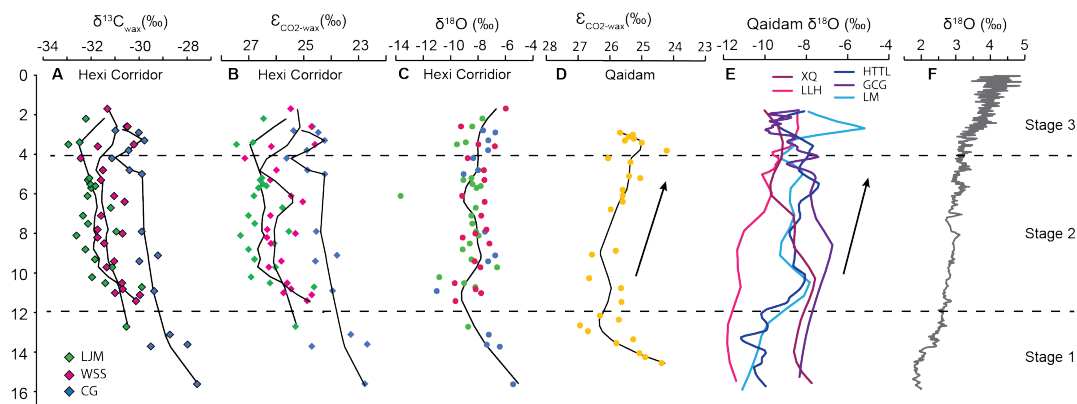 δ¹³Cwax(‰)
ƐCO2-wax(‰)
δ¹⁸O (‰)
ƐCO2-wax(‰)
Qaidam δ¹⁸O (‰)
δ¹⁸O (‰)
-34 -32 -30 -28
27 25 23
-14 -12 -10 -8 -6 -4
28 27 26 25 24 23
-12 -10 -8 -6 -4
1 2 3 4 5
A Hexi Corridor
B Hexi Corridor
C Hexi Corridior
D Qaidam
E
XQ
LLH
HTTL
GCG
LM
F
0
2
4
6
8
10
12
14
16
LJM
WSS
CG
Stage 3
Stage 2
Stage 1